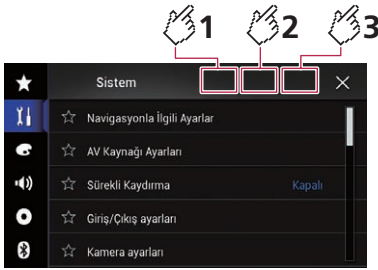 1 2 3
Sistem
Navigasyonla İlgili Ayarlar
AV Kaynağı Ayarları
Sürekli Kaydırma Kapalı
Giriş/Çıkış ayarları
Kamera ayarları